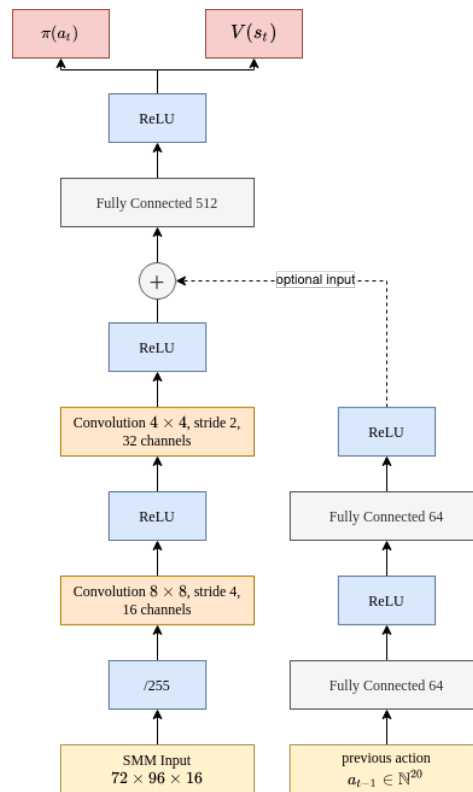 π(a_t)
V(s_t)
ReLU
Fully Connected 512
+
optional input
ReLU
Convolution 4 × 4, stride 2,
32 channels
ReLU
ReLU
Fully Connected 64
Convolution 8 × 8, stride 4,
16 channels
ReLU
/255
Fully Connected 64
SMM Input
72 × 96 × 16
previous action
a_{t−1} ∈ ℕ^{20}